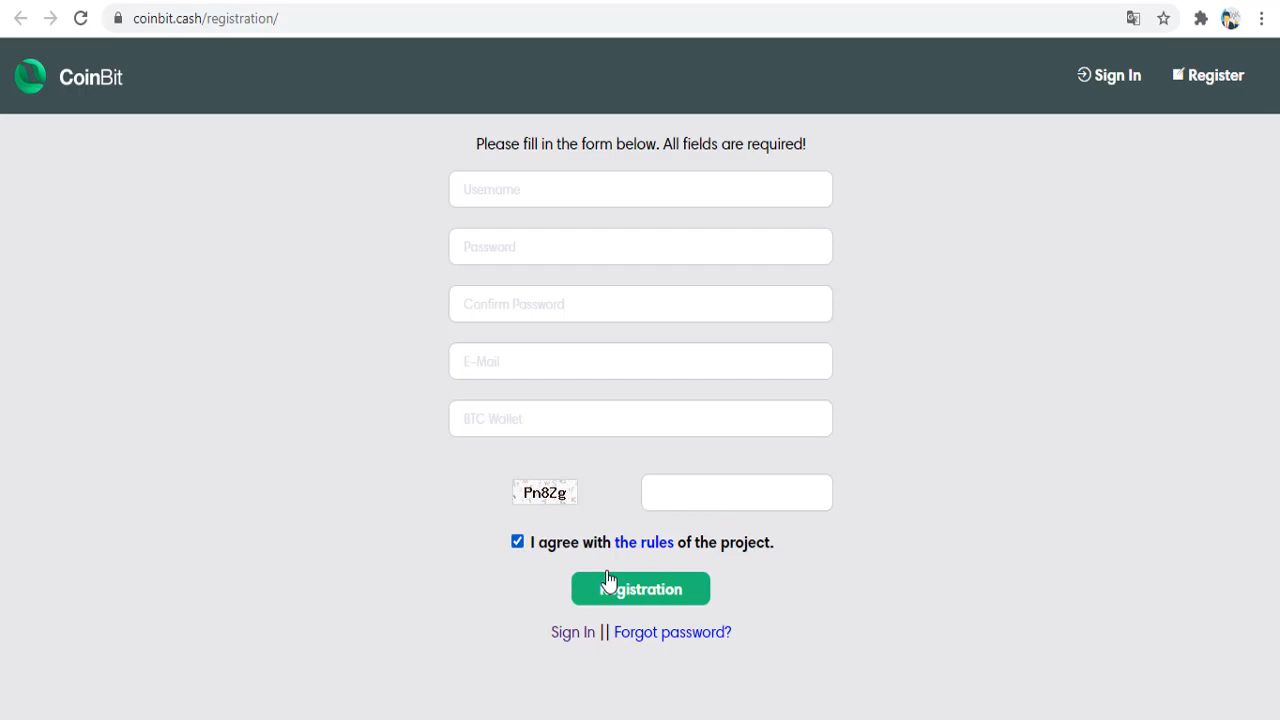 coinbit.cash/registration/
CoinBit
Sign In
Register
Please fill in the form below. All fields are required!
Username
Password
Confirm Password
E-Mail
BTC Wallet
Pn8Zg
I agree with the rules of the project.
Registration
Sign In || Forgot password?